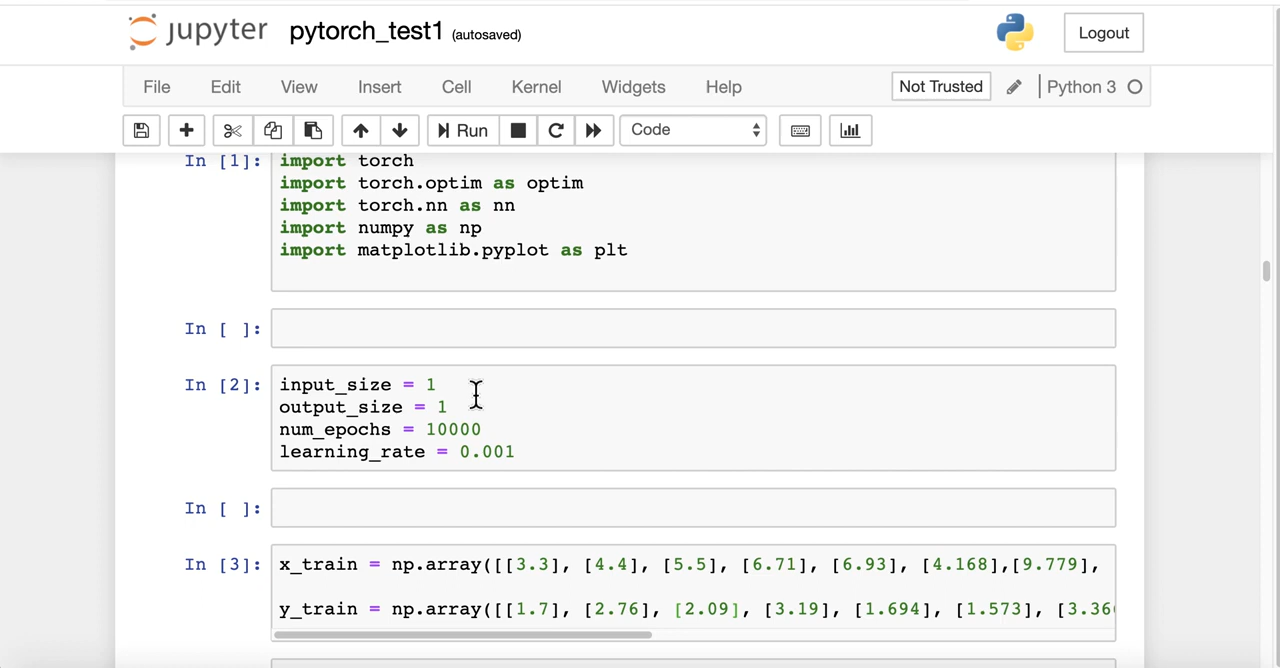 jupyter pytorch_test1 (autosaved) Logout
File Edit View Insert Cell Kernel Widgets Help Not Trusted Python 3
Run Code
In [1]: import torch
import torch.optim as optim
import torch.nn as nn
import numpy as np
import matplotlib.pyplot as plt
In [ ]:
In [2]: input_size = 1
output_size = 1
num_epochs = 10000
learning_rate = 0.001
In [ ]:
In [3]: x_train = np.array([[3.3], [4.4], [5.5], [6.71], [6.93], [4.168],[9.779],
y_train = np.array([[1.7], [2.76], [2.09], [3.19], [1.694], [1.573], [3.36